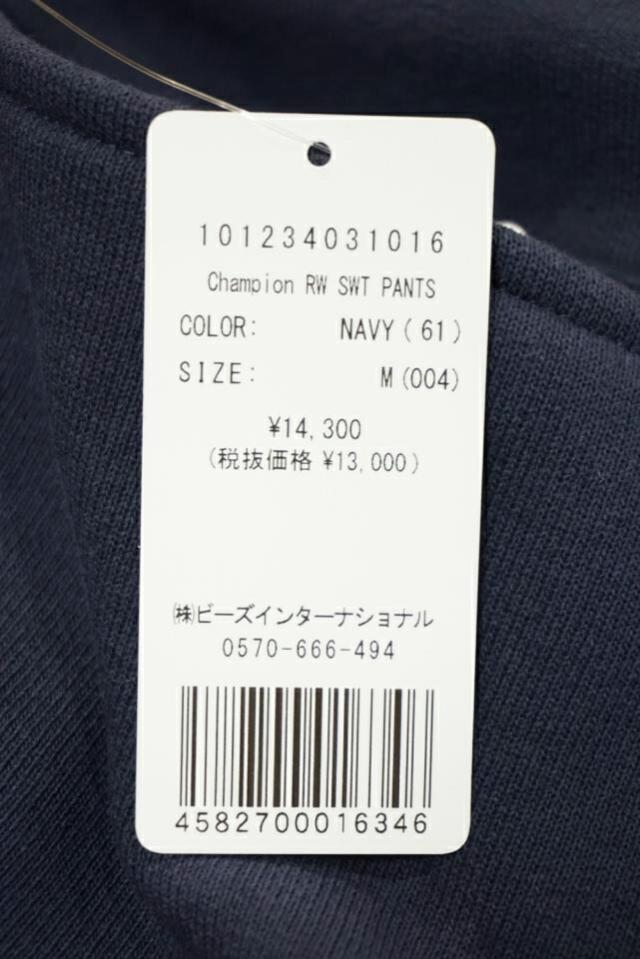 101234031016
Champion RW SWT PANTS
COLOR: NAVY(61)
SIZE: M(004)
¥14,300
(税抜価格 ¥13,000)
㈱ビーズインターナショナル
0570-666-494
4582700016346